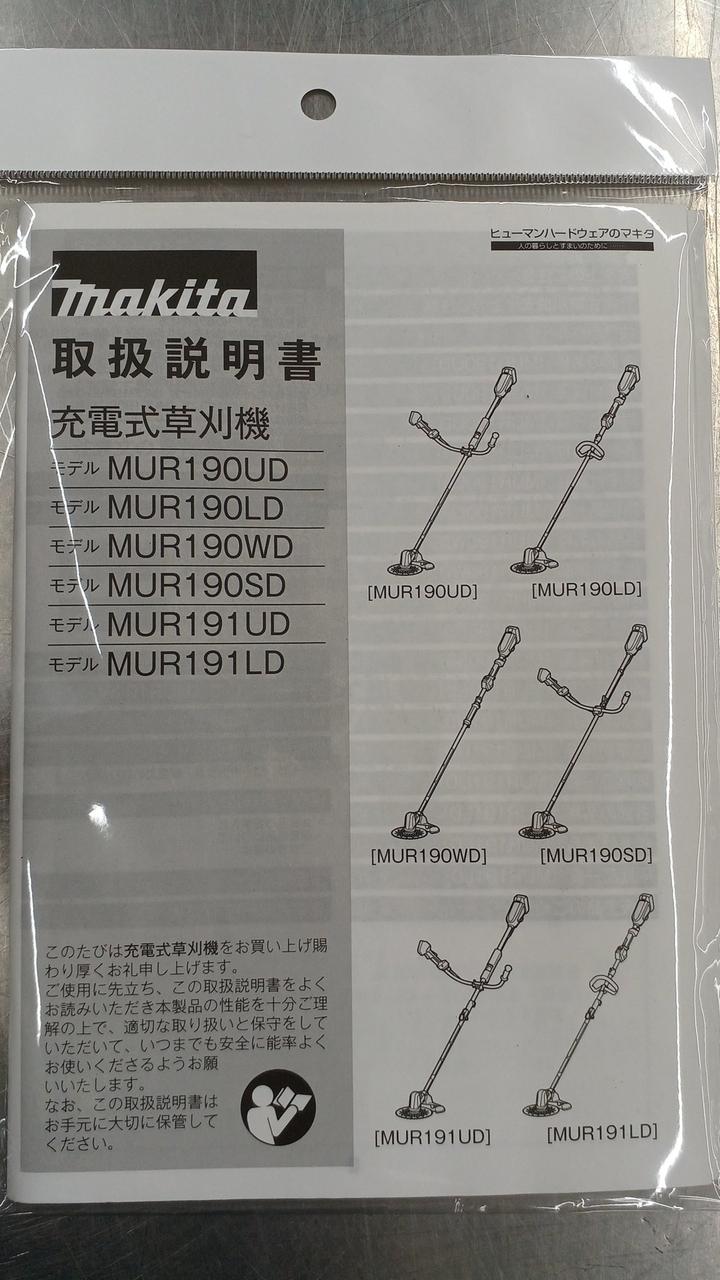 ヒューマンハードウェアのマキタ
人の暮らしとすまいのために
makita
取扱説明書
充電式草刈機
モデル MUR190UD
モデル MUR190LD
モデル MUR190WD
モデル MUR190SD
モデル MUR191UD
モデル MUR191LD
[MUR190UD]
[MUR190LD]
[MUR190WD]
[MUR190SD]
[MUR191UD]
[MUR191LD]
このたびは充電式草刈機をお買い上げ賜
わり厚くお礼申し上げます。
ご使用に先立ち、この取扱説明書をよく
お読みいただき本製品の性能を十分ご理
解の上で、適切な取り扱いと保守をして
いただいて、いつまでも安全に能率よく
お使いくださるようお願
いいたします。
なお、この取扱説明書は
お手元に大切に保管して
ください。